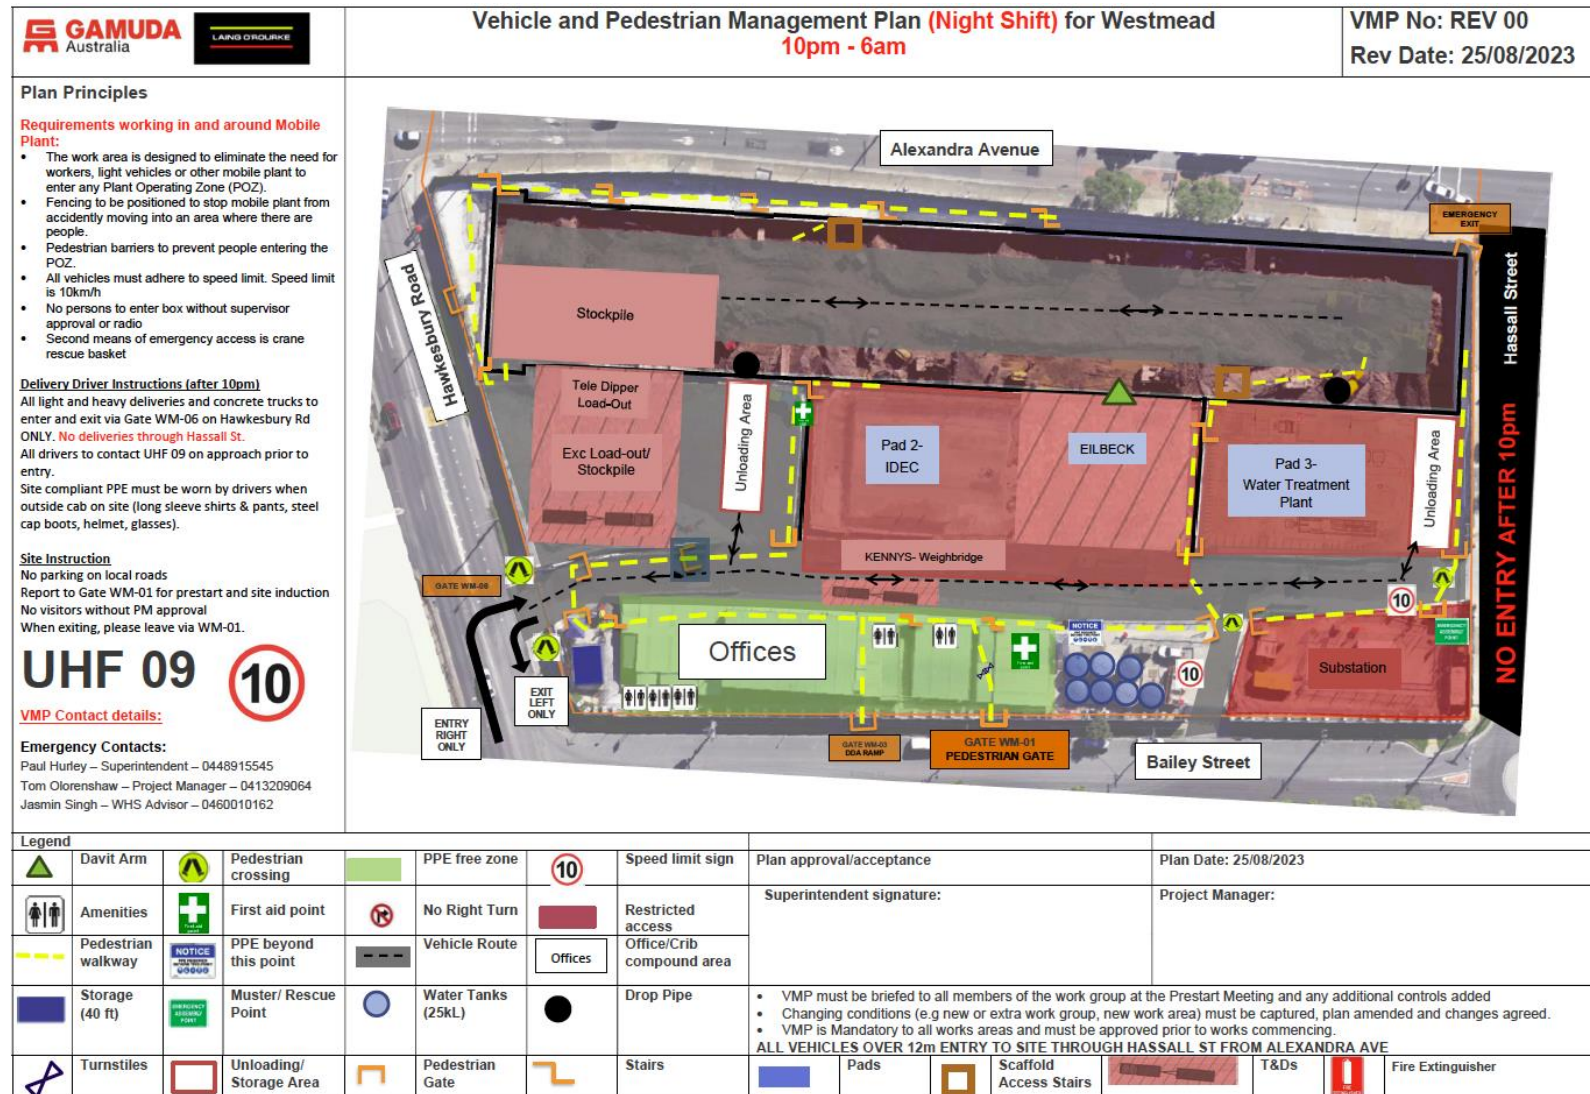 GAMUDA
Australia
LAING O'ROURKE
Vehicle and Pedestrian Management Plan (Night Shift) for Westmead
10pm - 6am
VMP No: REV 00
Rev Date: 25/08/2023
Plan Principles
Requirements working in and around Mobile
Plant:
• The work area is designed to eliminate the need for
workers, light vehicles or other mobile plant to
enter any Plant Operating Zone (POZ).
• Fencing to be positioned to stop mobile plant from
accidently moving into an area where there are
people.
• Pedestrian barriers to prevent people entering the
POZ.
• All vehicles must adhere to speed limit. Speed limit
is 10km/h
• No persons to enter box without supervisor
approval or radio
• Second means of emergency access is crane
rescue basket
Delivery Driver Instructions (after 10pm)
All light and heavy deliveries and concrete trucks to
enter and exit via Gate WM-06 on Hawkesbury Rd
ONLY. No deliveries through Hassall St.
All drivers to contact UHF 09 on approach prior to
entry.
Site compliant PPE must be worn by drivers when
outside cab on site (long sleeve shirts & pants, steel
cap boots, helmet, glasses).
Site Instruction
No parking on local roads
Report to Gate WM-01 for prestart and site induction
No visitors without PM approval
When exiting, please leave via WM-01.
UHF 09
10
VMP Contact details:
Emergency Contacts:
Paul Hurley – Superintendent – 0448915545
Tom Olorenshaw – Project Manager – 0413209064
Jasmin Singh – WHS Advisor – 0460010162
Alexandra Avenue
EMERGENCY
EXIT
Hawkesbury Road
Hassall Street
NO ENTRY AFTER 10pm
Stockpile
Tele Dipper
Load-Out
Exc Load-out/
Stockpile
Unloading Area
Pad 2-
IDEC
EILBECK
Pad 3-
Water Treatment
Plant
Unloading Area
KENNYS- Weighbridge
GATE WM-06
10
Offices
NOTICE
First aid
point
EMERGENCY
ASSEMBLY
POINT
10
Substation
EXIT
LEFT
ONLY
ENTRY
RIGHT
ONLY
GATE WM-03
DDA RAMP
GATE WM-01
PEDESTRIAN GATE
Bailey Street
Legend
Davit Arm
Pedestrian
crossing
PPE free zone
10
Speed limit sign
Plan approval/acceptance
Plan Date: 25/08/2023
Amenities
First aid
point
First aid point
No Right Turn
Restricted
access
Superintendent signature:
Project Manager:
Pedestrian
walkway
NOTICE
PPE beyond
this point
Vehicle Route
Offices
Office/Crib
compound area
Storage
(40 ft)
EMERGENCY
ASSEMBLY
POINT
Muster/ Rescue
Point
Water Tanks
(25kL)
Drop Pipe
• VMP must be briefed to all members of the work group at the Prestart Meeting and any additional controls added
• Changing conditions (e.g new or extra work group, new work area) must be captured, plan amended and changes agreed.
• VMP is Mandatory to all works areas and must be approved prior to works commencing.
ALL VEHICLES OVER 12m ENTRY TO SITE THROUGH HASSALL ST FROM ALEXANDRA AVE
Turnstiles
Unloading/
Storage Area
Pedestrian
Gate
Stairs
Pads
Scaffold
Access Stairs
T&Ds
Fire Extinguisher